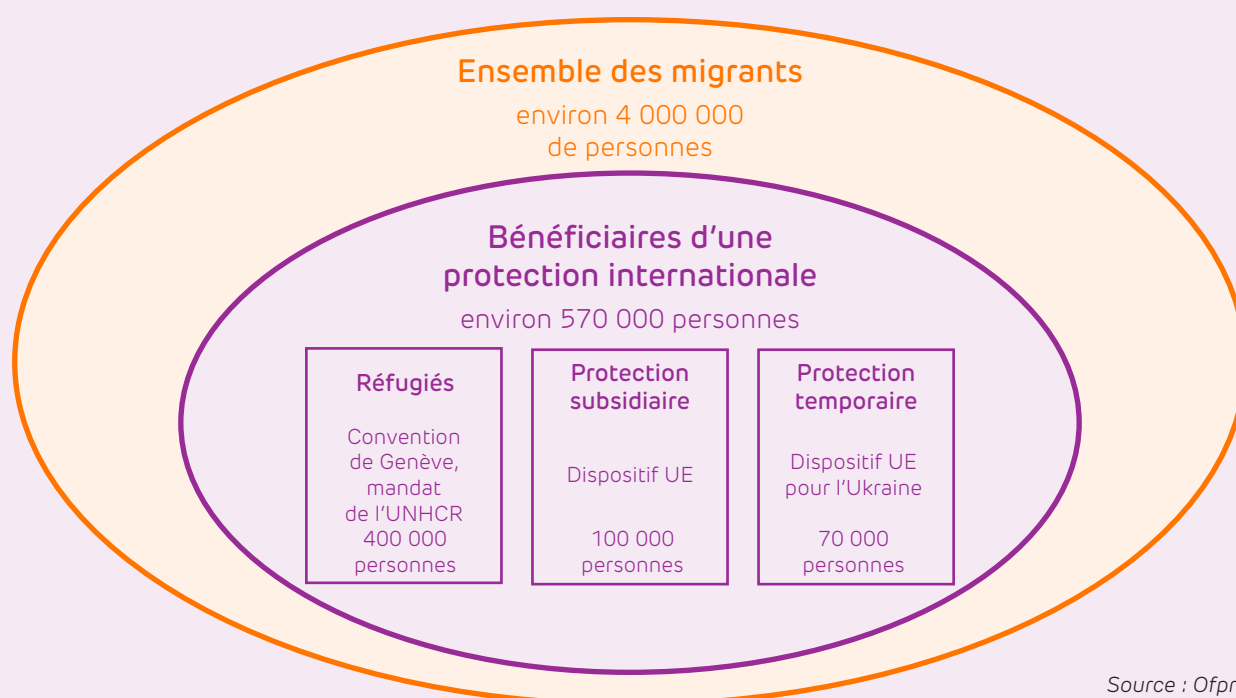 Ensemble des migrants
environ 4 000 000
de personnes
Bénéficiaires d'une
protection internationale
environ 570 000 personnes
Réfugiés
Convention
de Genève,
mandat
de l'UNHCR
400 000
personnes
Protection
subsidiaire
Dispositif UE
100 000
personnes
Protection
temporaire
Dispositif UE
pour l'Ukraine
70 000
personnes
Source : Ofpr